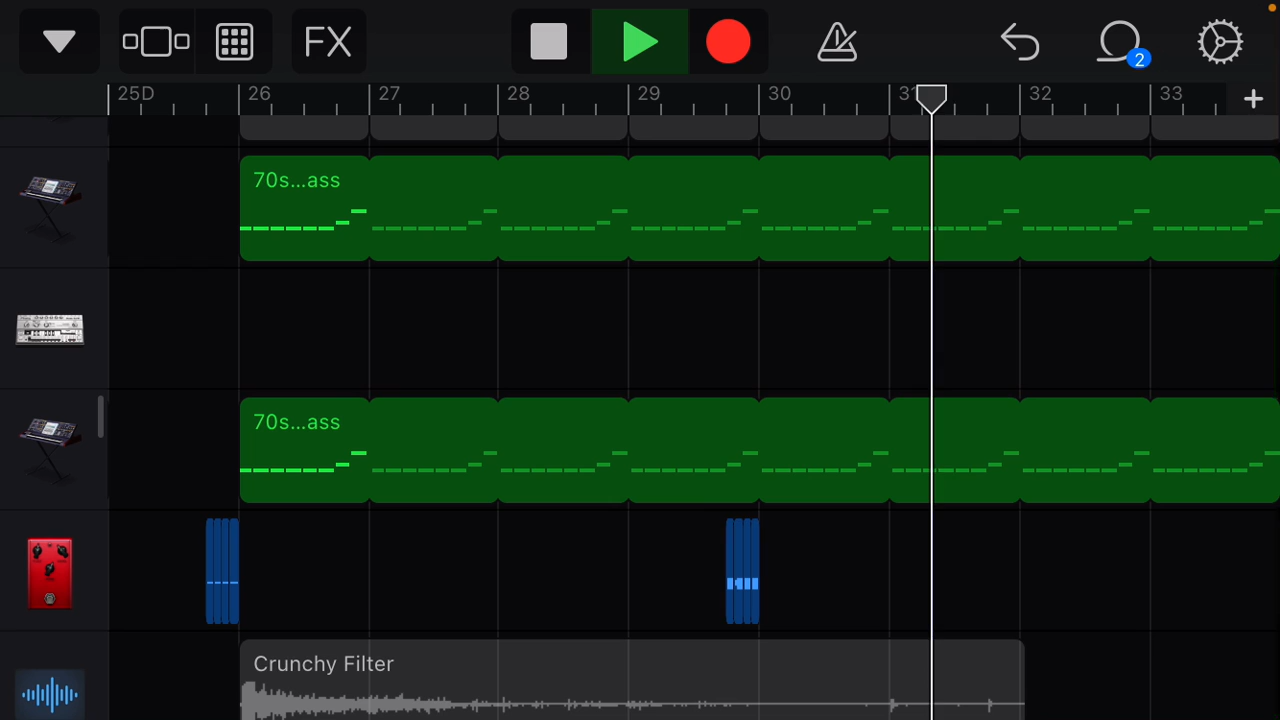 FX
2
25D 26 27 28 29 30 31 32 33
70s...ass
70s...ass
Crunchy Filter